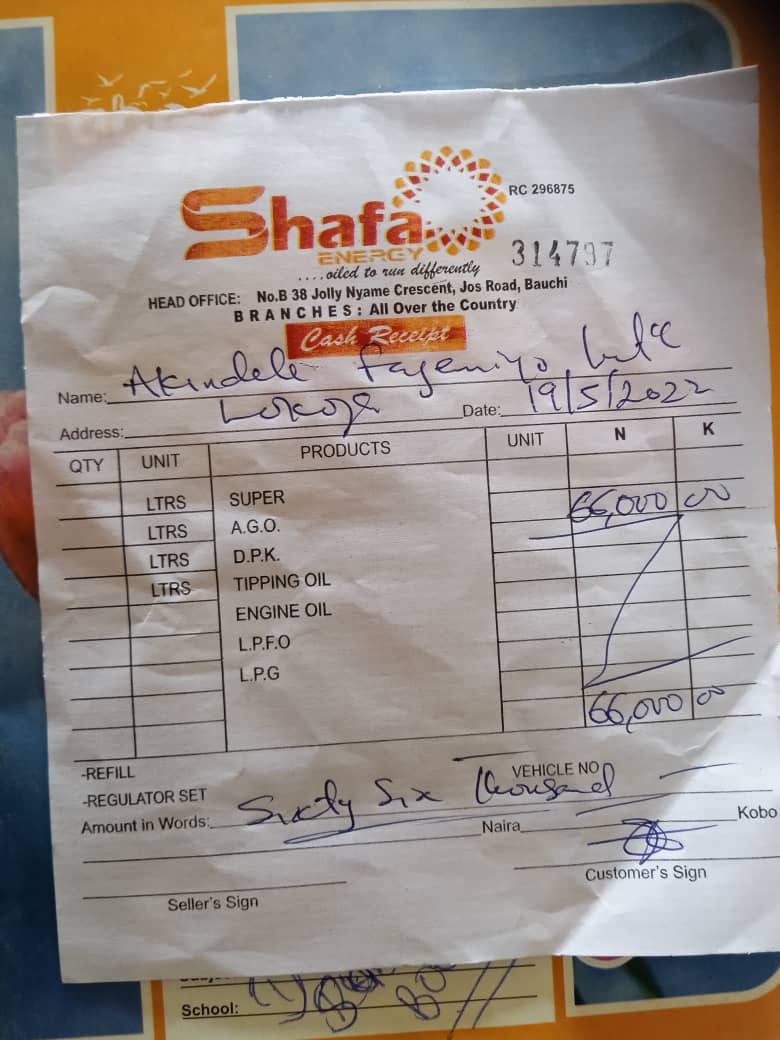 Shafa
ENERGY
RC 296875
....oiled to run differently
314797
HEAD OFFICE: No.B 38 Jolly Nyame Crescent, Jos Road, Bauchi
BRANCHES: All Over the Country
Cash Receipt
Name: Akindele Fayeniyo
Address: Lokoja Date: 19/5/2022
QTY UNIT PRODUCTS UNIT N K
LTRS SUPER 66,000 00
LTRS A.G.O.
LTRS D.P.K.
LTRS TIPPING OIL
ENGINE OIL
L.P.F.O
L.P.G
66,000 00
-REFILL VEHICLE NO
-REGULATOR SET
Amount in Words: Sixty Six thousand
Naira Kobo
Seller's Sign Customer's Sign
School: